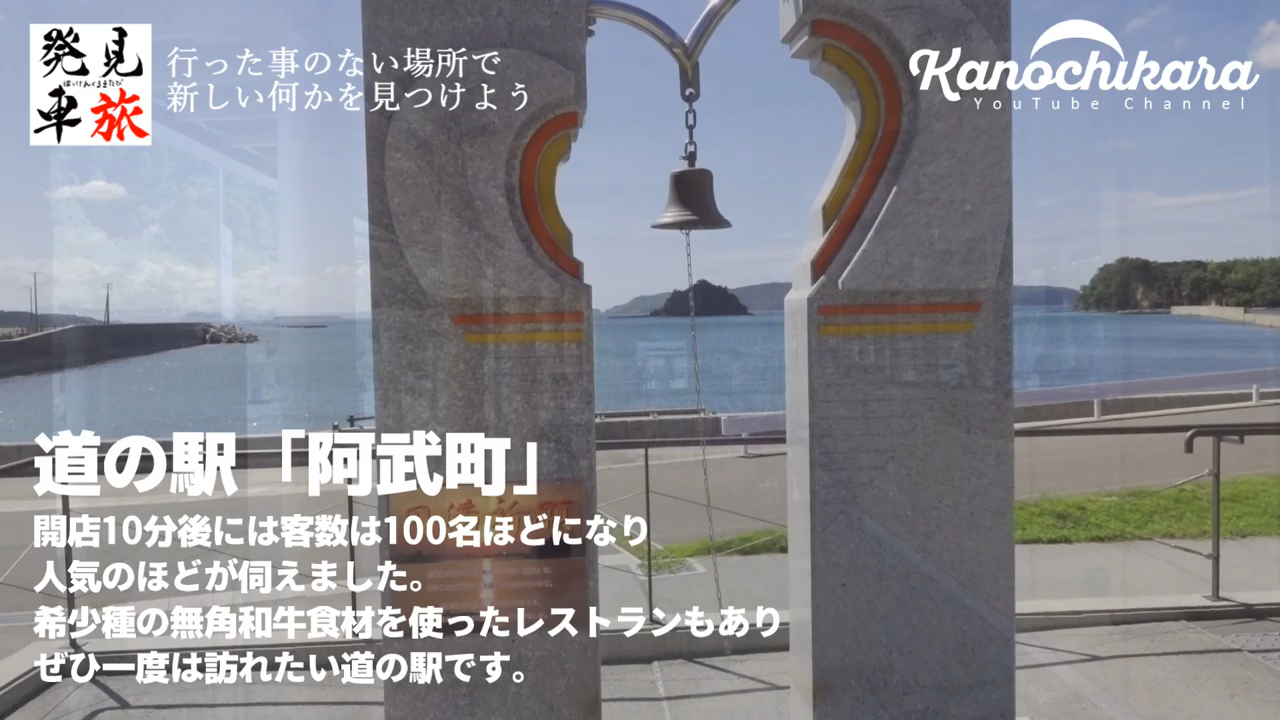 発見
はっけんくるまたび
車旅
行った事のない場所で
新しい何かを見つけよう
Kanochikara
YouTube Channel
道の駅「阿武町」
開店10分後には客数は100名ほどになり
人気のほどが伺えました。
希少種の無角和牛食材を使ったレストランもあり
ぜひ一度は訪れたい道の駅です。